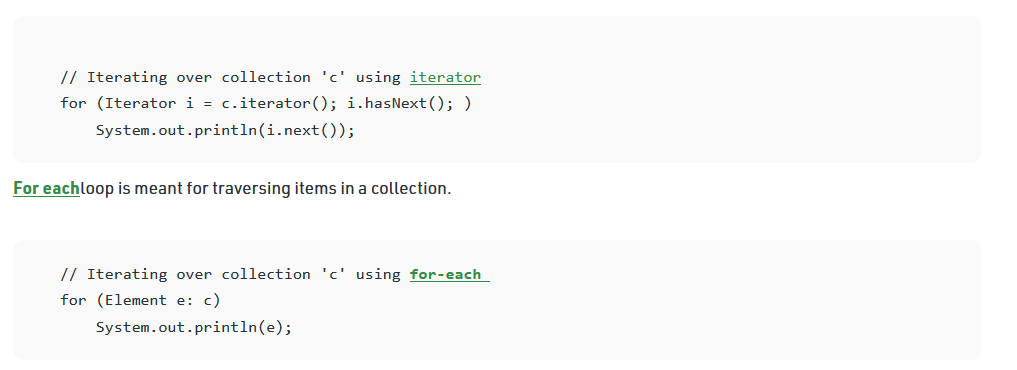 // Iterating over collection 'c' using iterator
for (Iterator i = c.iterator(); i.hasNext(); )
    System.out.println(i.next());
For eachloop is meant for traversing items in a collection.
// Iterating over collection 'c' using for-each
for (Element e: c)
    System.out.println(e);